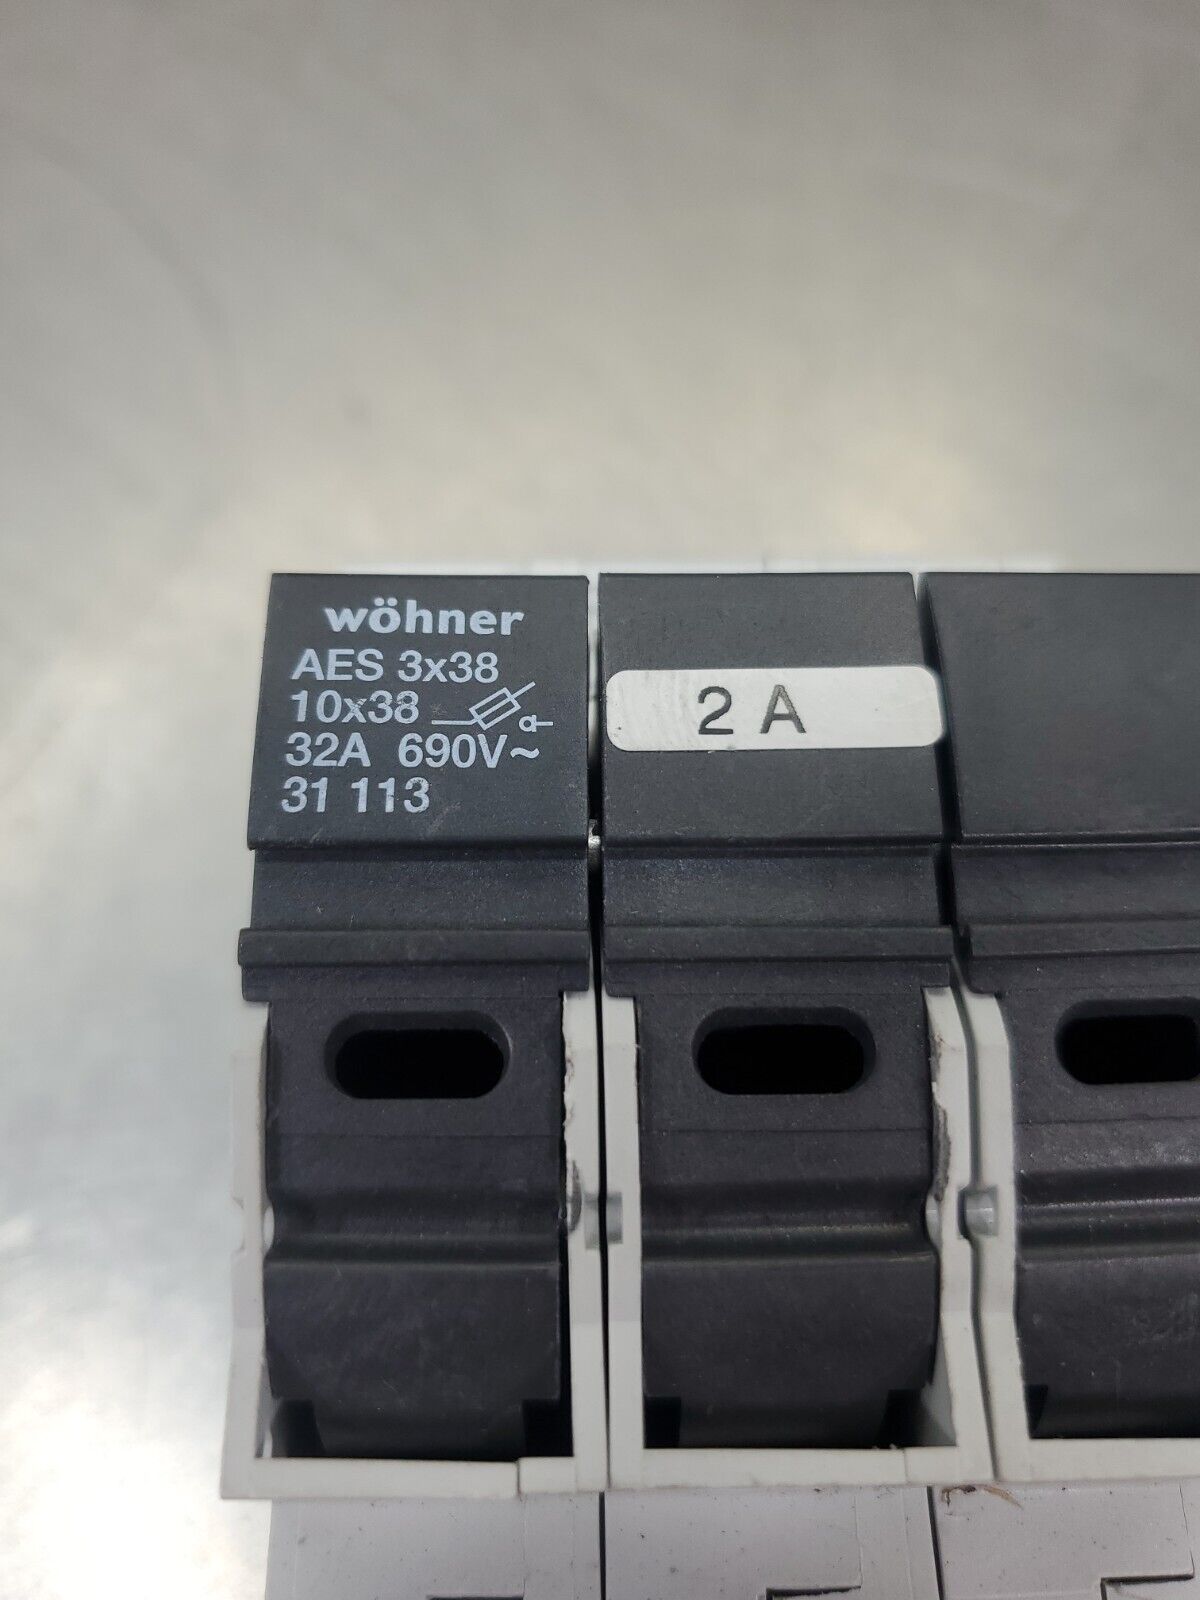 wöhner
AES 3x38
10x38
32A 690V~
31 113
2 A